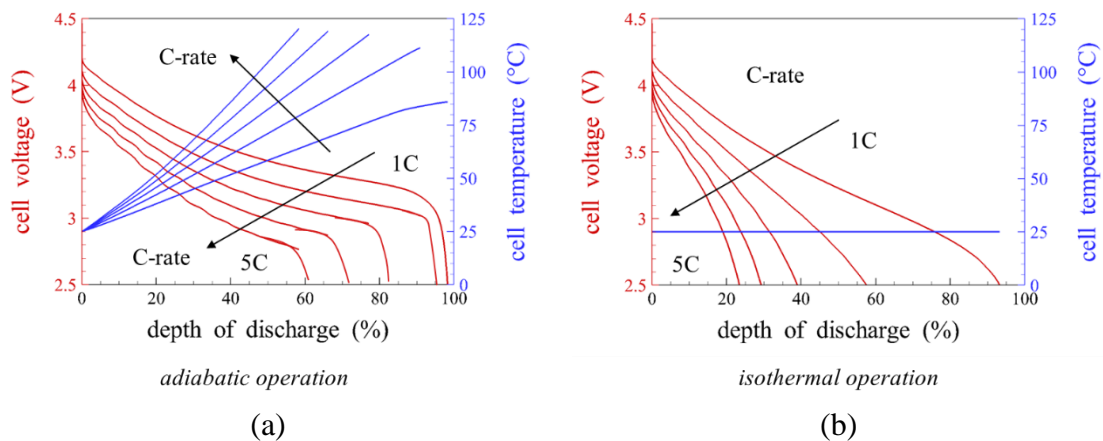 4.5
4
3.5
3
2.5
cell voltage (V)
0
20
40
60
80
100
depth of discharge (%)
125
100
75
50
25
0
cell temperature (°C)
C-rate
1C
C-rate
5C
adiabatic operation
(a)
4.5
4
3.5
3
2.5
cell voltage (V)
0
20
40
60
80
100
depth of discharge (%)
125
100
75
50
25
0
cell temperature (°C)
C-rate
1C
5C
isothermal operation
(b)